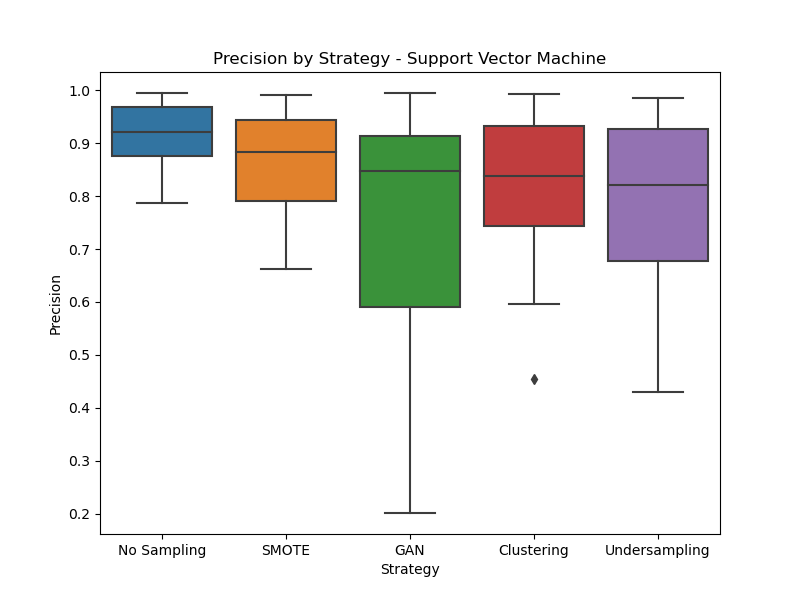 Precision by Strategy - Support Vector Machine
1.0
0.9
0.8
0.7
0.6
0.5
0.4
0.3
0.2
Precision
No Sampling
SMOTE
GAN
Clustering
Undersampling
Strategy